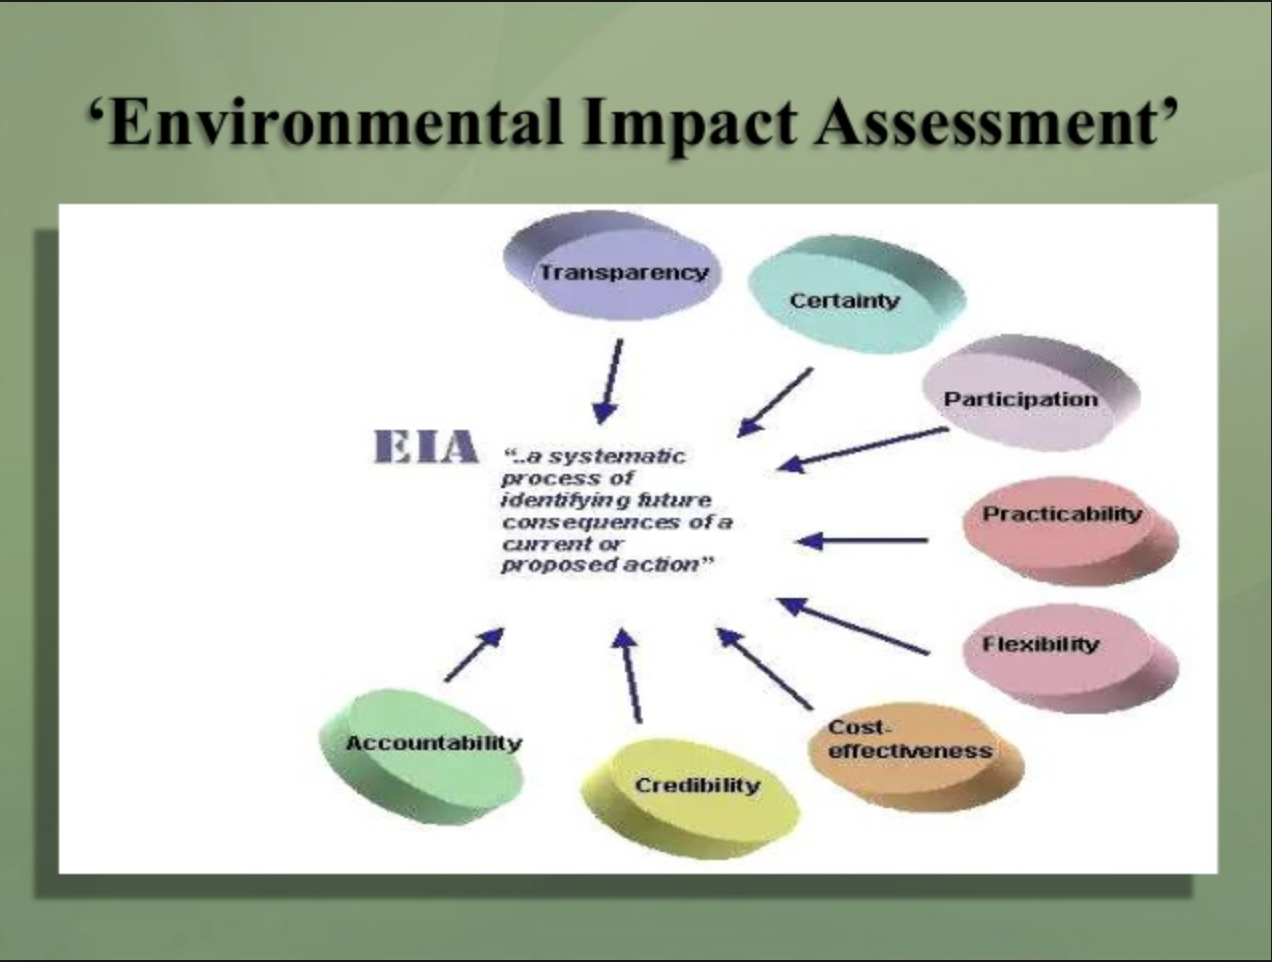 ‘Environmental Impact Assessment’
Transparency
Certainty
Participation
EIA
“..a systematic
process of
identifying future
consequences of a
current or
proposed action”
Practicability
Flexibility
Cost-
effectiveness
Credibility
Accountability